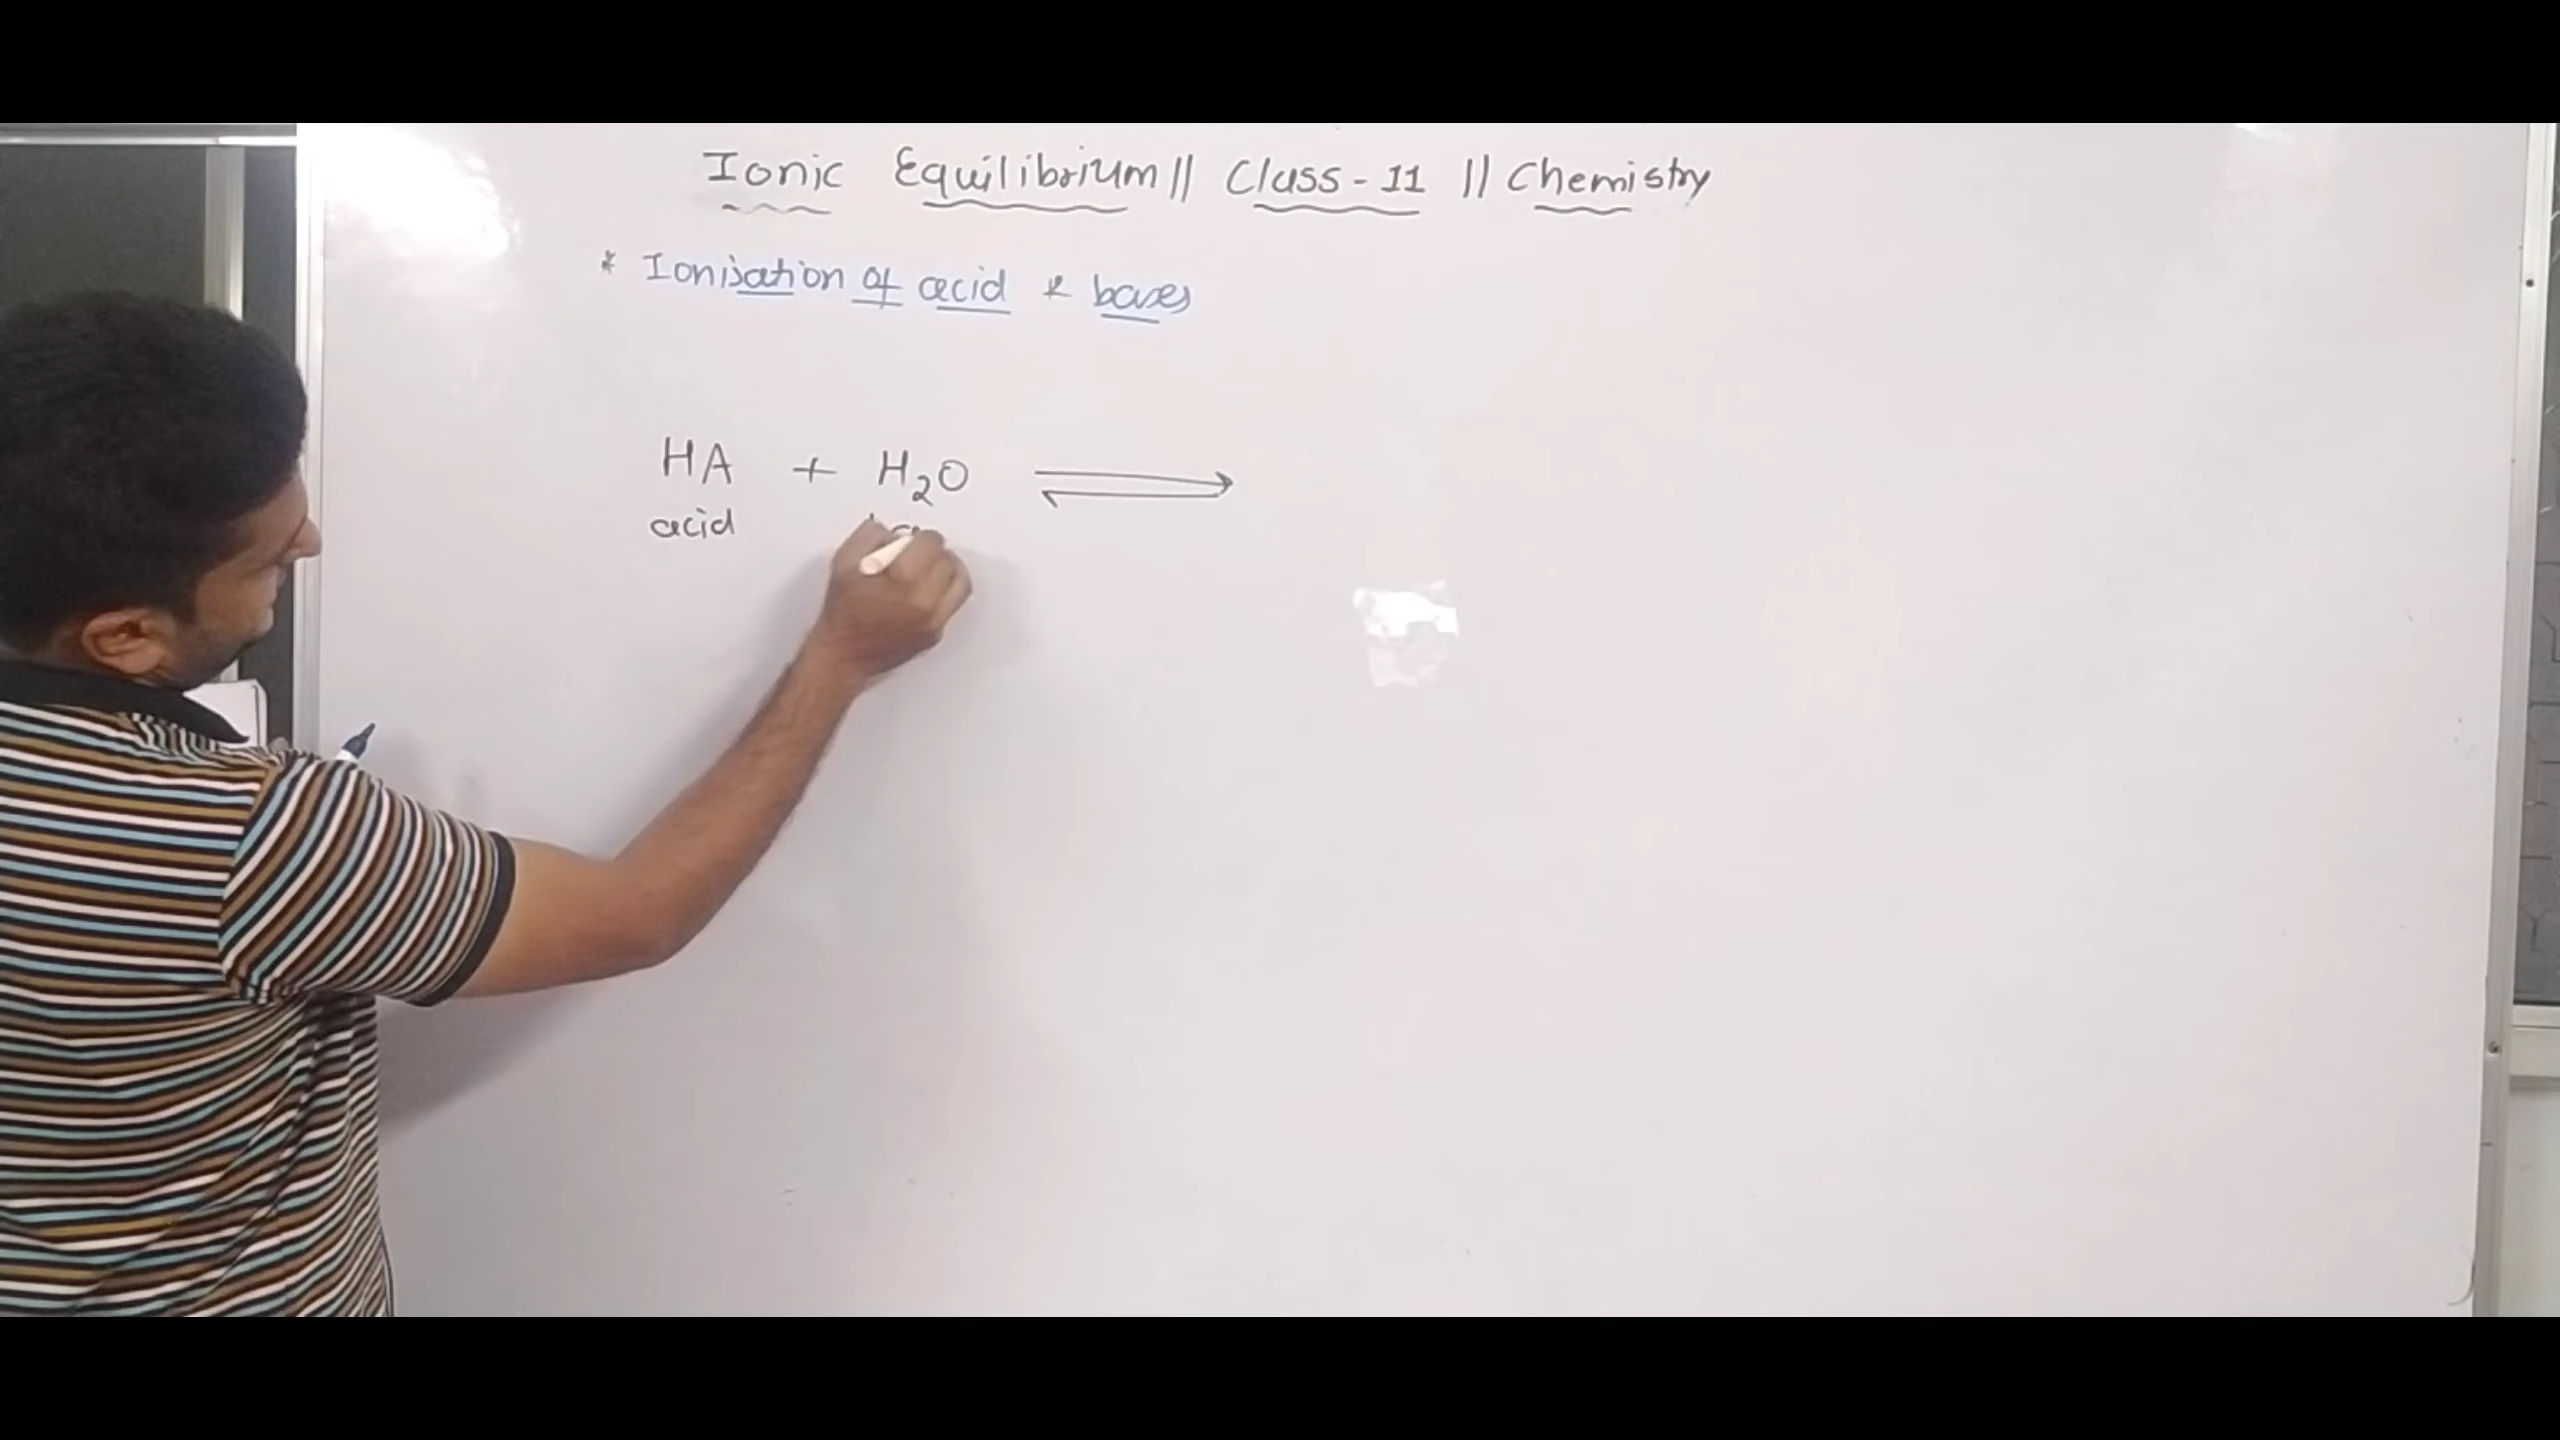 Ionic Equilibrium || Class-11 || Chemistry
* Ionisation of acid & bases
HA + H₂O ⇌
acid